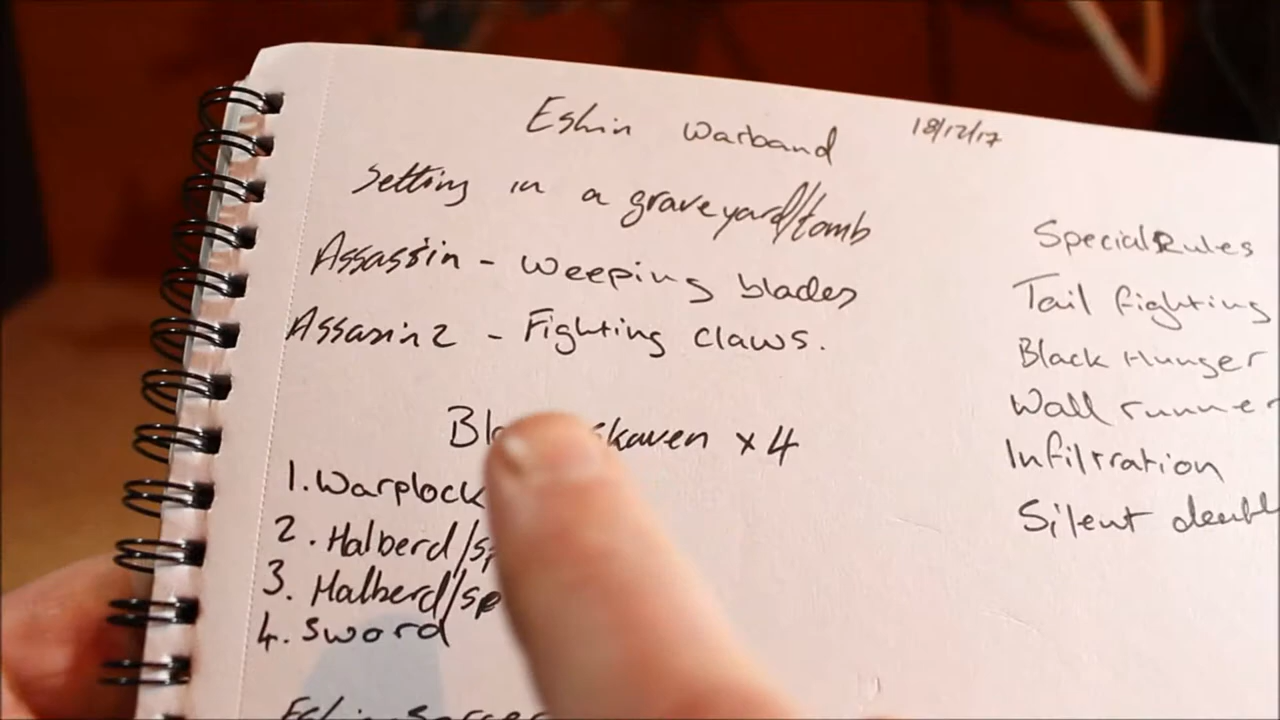 Eshin Warband 18/12/17
Setting in a graveyard/tomb
Assassin - Weeping blades
Assassin 2 - Fighting claws.
skaven x4
1. Warplock
2. Halberd/
3. Halberd/
4. Sword
Special Rules
Tail fighting
Black Hunger
Wall runner
Infiltration
Silent